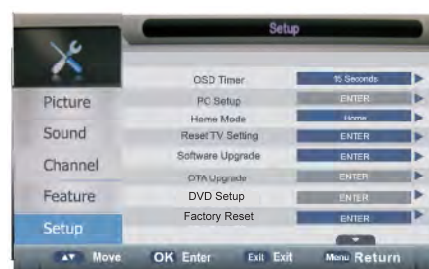 Setup
OSD Timer 15 Seconds
Picture
PC Setup ENTER
Home Mode Home
Sound
Reset TV Setting ENTER
Software Upgrade ENTER
Channel
OTA Upgrade ENTER
Feature
DVD Setup ENTER
Factory Reset ENTER
Setup
Move OK Enter Exit Exit Menu Return